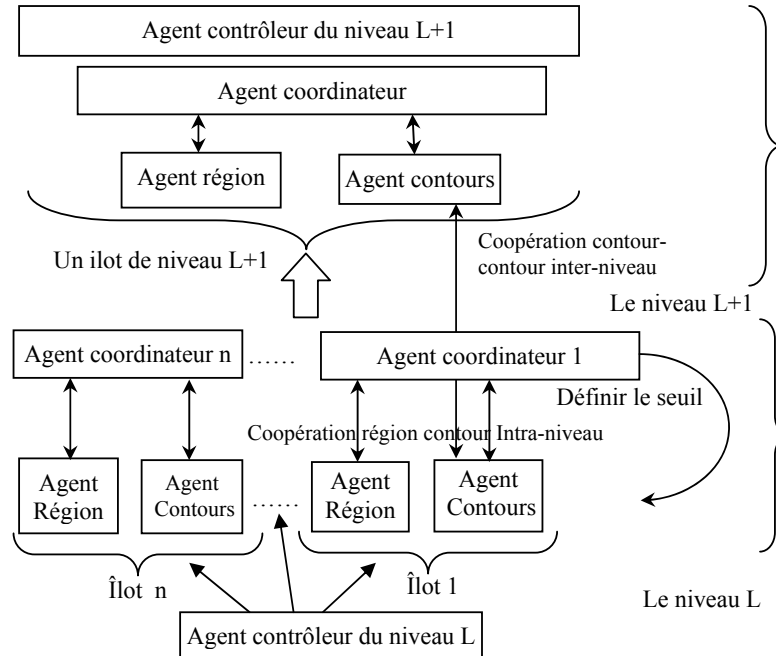 Agent contrôleur du niveau L+1
Agent coordinateur
Agent région
Agent contours
Coopération contour-
contour inter-niveau
Un ilot de niveau L+1
Le niveau L+1
Agent coordinateur n
......
Agent coordinateur 1
Définir le seuil
Coopération région contour Intra-niveau
Agent
Région
Agent
Contours
......
Agent
Région
Agent
Contours
Îlot n
Îlot 1
Le niveau L
Agent contrôleur du niveau L